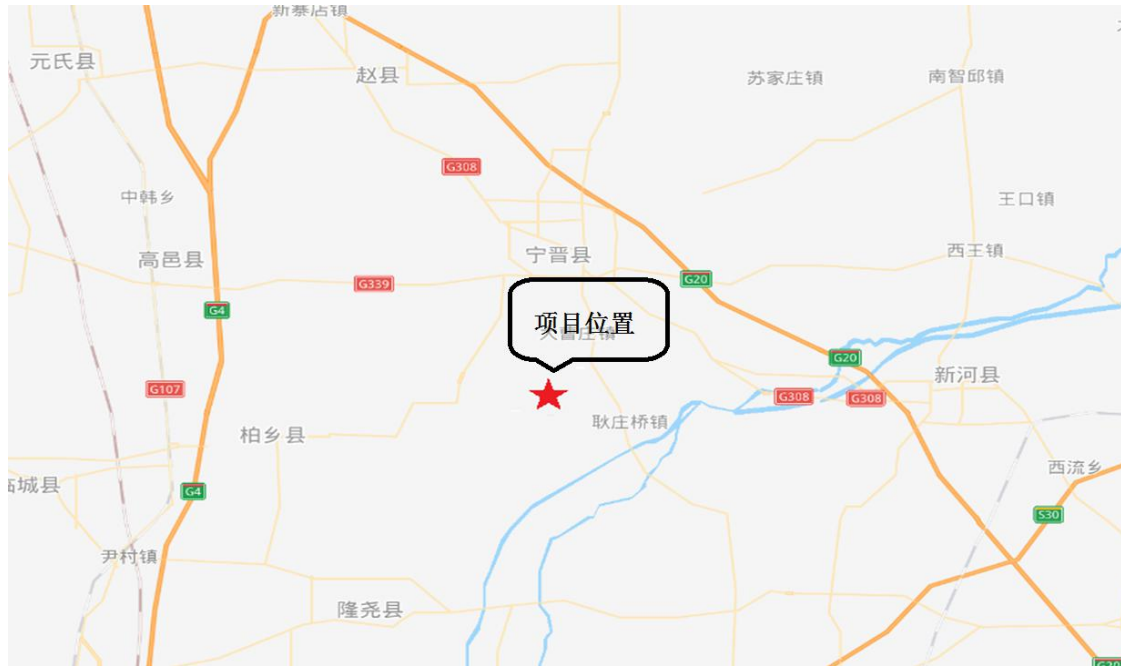 新寨店镇
元氏县
赵县
苏家庄镇
南智邱镇
G308
中韩乡
王口镇
高邑县
宁晋县
西王镇
G339
G20
G4
项目位置
G20
G107
新河县
G308
G308
耿庄桥镇
柏乡县
西流乡
临城县
G4
S30
尹村镇
隆尧县
G20